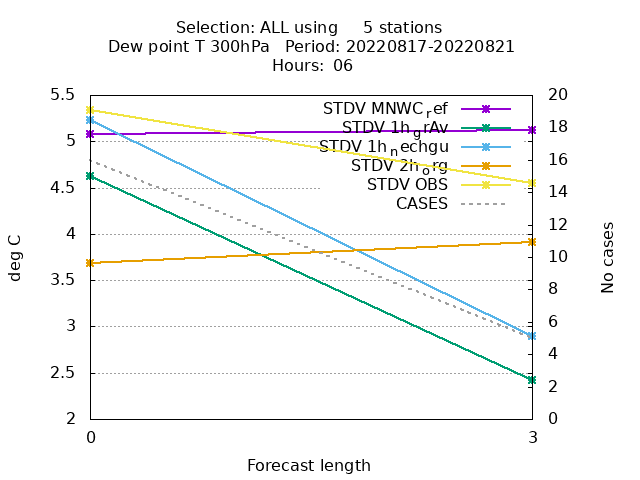 Selection: ALL using 5 stations
Dew point T 300hPa Period: 20220817-20220821
Hours: 06
5.5
5
4.5
4
3.5
3
2.5
2
20
18
16
14
12
10
8
6
4
2
0
STDV MNWC_ref
STDV 1h_grAv
STDV 1h_nechgu
STDV 2h_org
STDV OBS
CASES
deg C
No cases
0 3
Forecast length